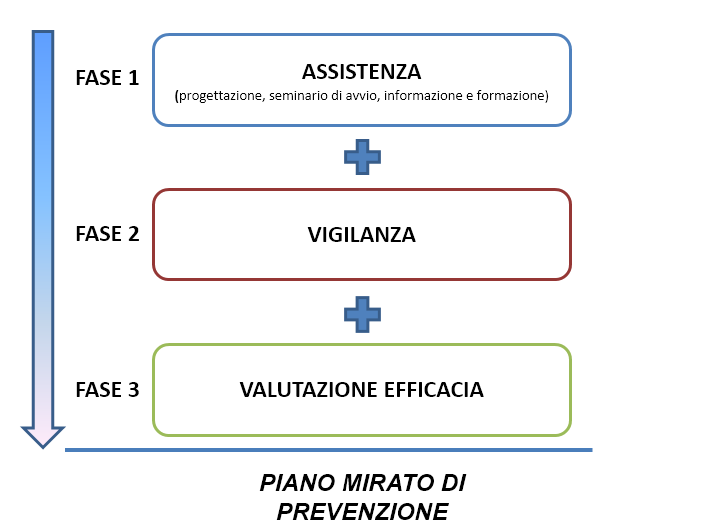 FASE 1
ASSISTENZA
(progettazione, seminario di avvio, informazione e formazione)
FASE 2
VIGILANZA
FASE 3
VALUTAZIONE EFFICACIA
PIANO MIRATO DI
PREVENZIONE